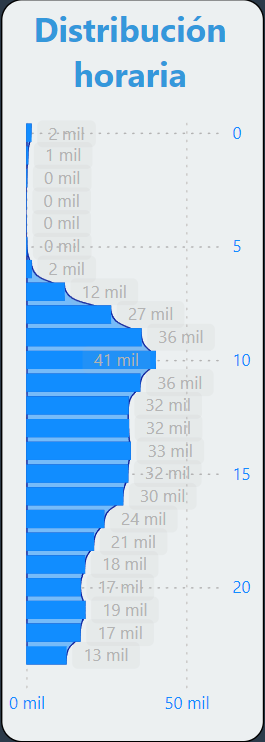 Distribución
horaria
2 mil
0
1 mil
0 mil
0 mil
0 mil
0 mil
5
2 mil
12 mil
27 mil
36 mil
41 mil
10
36 mil
32 mil
32 mil
33 mil
32 mil
15
30 mil
24 mil
21 mil
18 mil
17 mil
20
19 mil
17 mil
13 mil
0 mil
50 mil